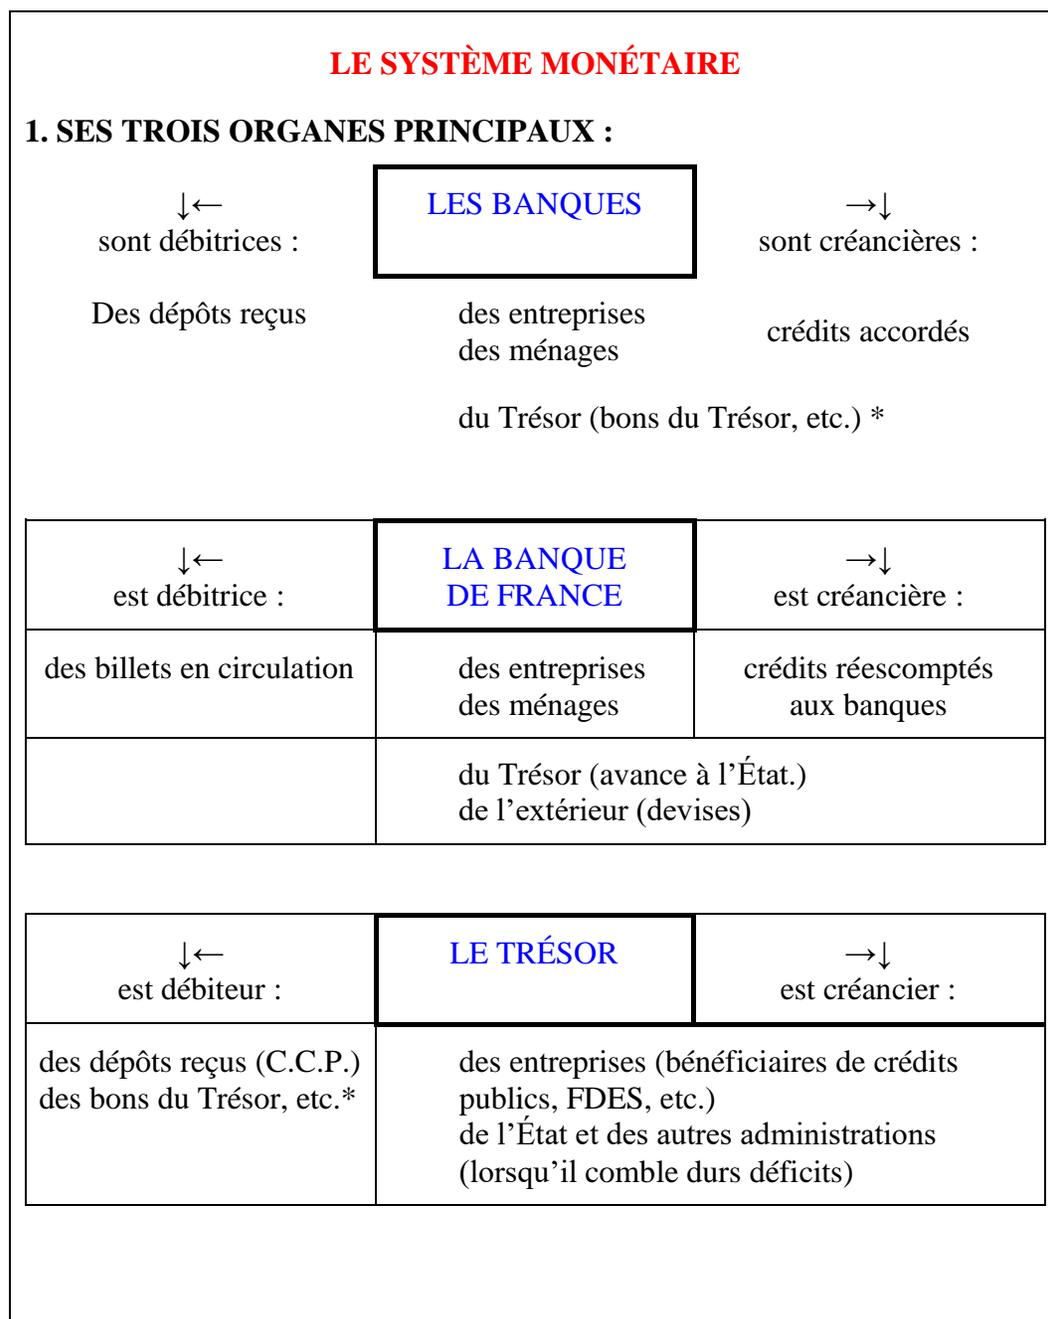 LE SYSTÈME MONÉTAIRE
1. SES TROIS ORGANES PRINCIPAUX :
↓←
sont débitrices :
LES BANQUES
→↓
sont créancières :
Des dépôts reçus
des entreprises
des ménages
crédits accordés
du Trésor (bons du Trésor, etc.) *
↓←
est débitrice :
LA BANQUE
DE FRANCE
→↓
est créancière :
des billets en circulation
des entreprises
des ménages
crédits réescomptés
aux banques
du Trésor (avance à l’État.)
de l’extérieur (devises)
↓←
est débiteur :
LE TRÉSOR
→↓
est créancier :
des dépôts reçus (C.C.P.)
des bons du Trésor, etc.*
des entreprises (bénéficiaires de crédits
publics, FDES, etc.)
de l’État et des autres administrations
(lorsqu’il comble durs déficits)